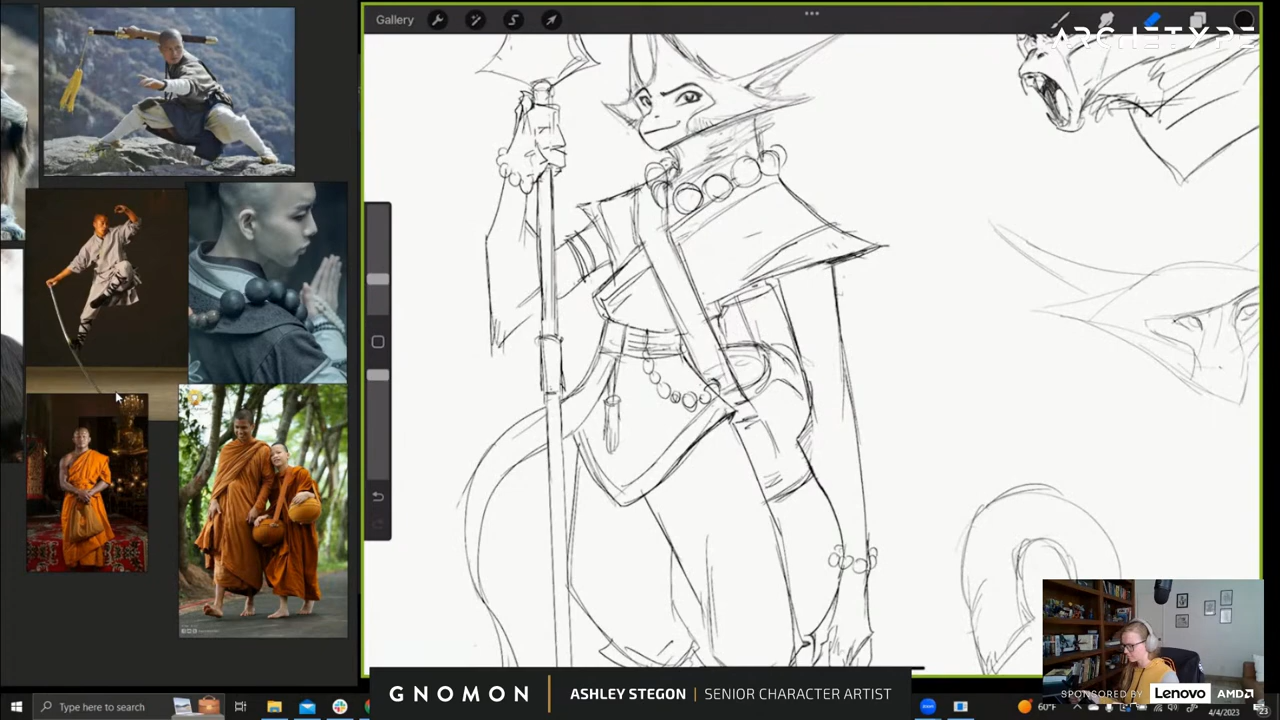 Gallery
ARCHETYPE
GNOMON
ASHLEY STEGON | SENIOR CHARACTER ARTIST
SPONSORED BY Lenovo AMD
Type here to search
60°F
4/4/2023
23